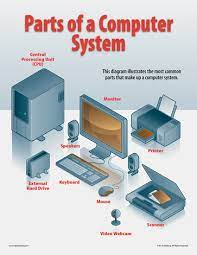 Parts of a Computer
System
Central
Processing Unit
(CPU)
This diagram illustrates the most common
parts that make up a computer system.
Monitor
Speakers
Printer
External
Hard Drive
Keyboard
Mouse
Scanner
Video Webcam